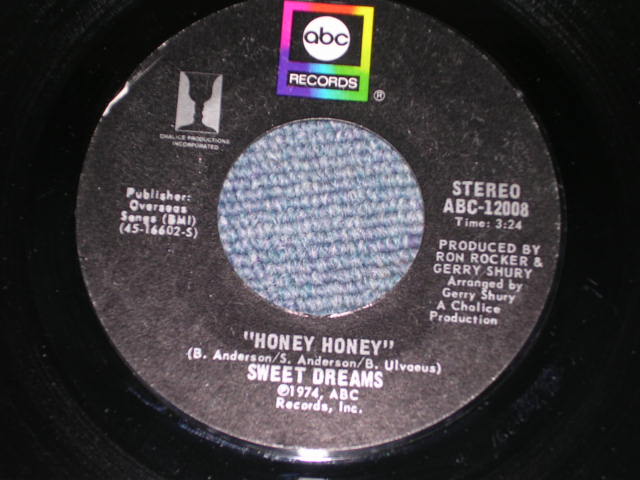 abc
RECORDS
®
CHALICE PRODUCTIONS
INCORPORATED
Publisher:
Overseas
Songs (BMI)
(45-16602-S)
STEREO
ABC-12008
Time: 3:24
PRODUCED BY
RON ROCKER &
GERRY SHURY
Arranged by
Gerry Shury
A Chalice
Production
"HONEY HONEY"
(B. Anderson/S. Anderson/B. Ulvaeus)
SWEET DREAMS
℗1974, ABC
Records, Inc.